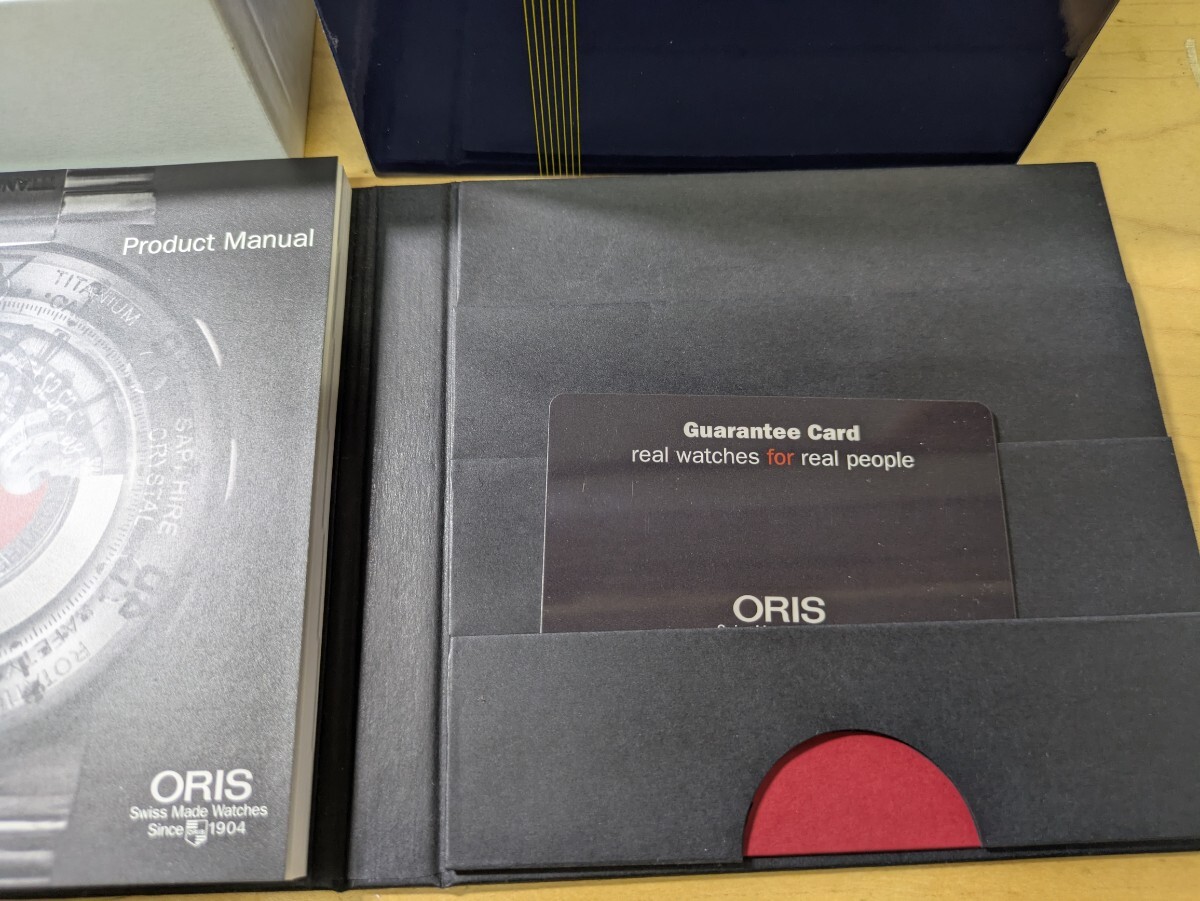 Product Manual
TITANIUM
SAPPHIRE
CRYSTAL
ORIS
Swiss Made Watches
Since ORIS 1904
Guarantee Card
real watches for real people
ORIS